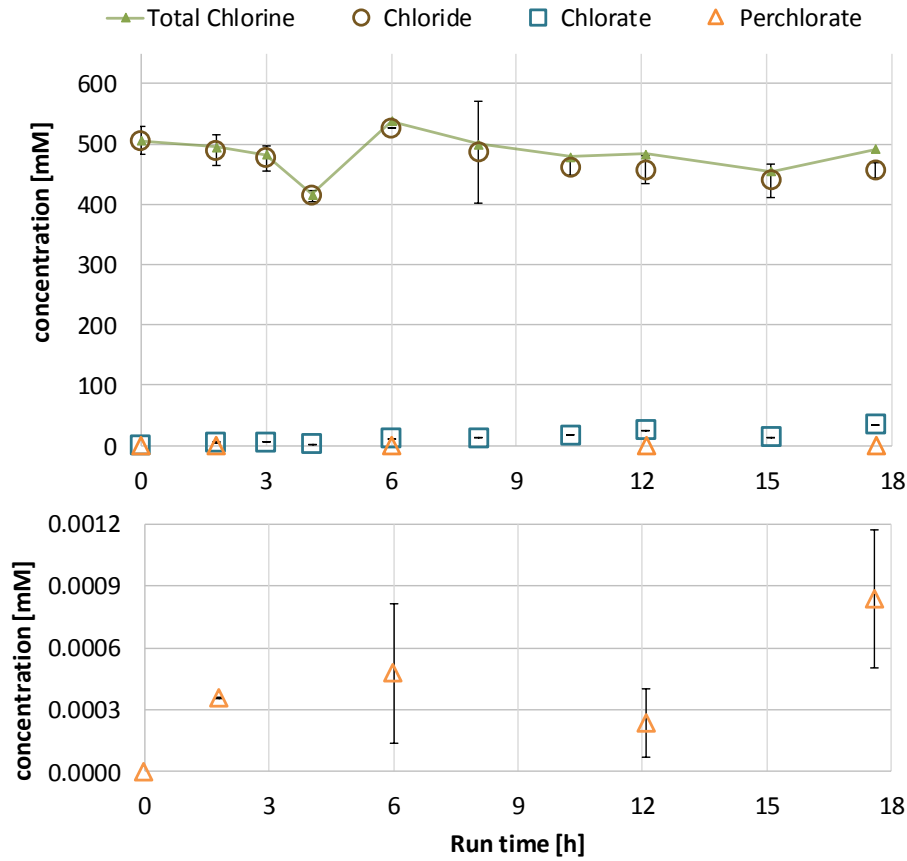 Total Chlorine Chloride Chlorate Perchlorate
600
500
400
300
200
100
0
concentration [mM]
0 3 6 9 12 15 18
0.0012
0.0009
0.0006
0.0003
0.0000
concentration [mM]
0 3 6 9 12 15 18
Run time [h]